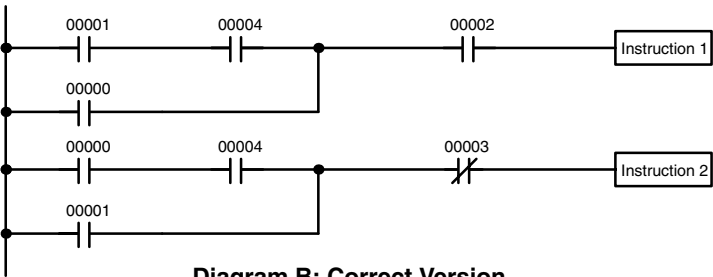 00001 00004 00002
Instruction 1
00000
00000 00004 00003
Instruction 2
00001
Diagram B: Correct Version